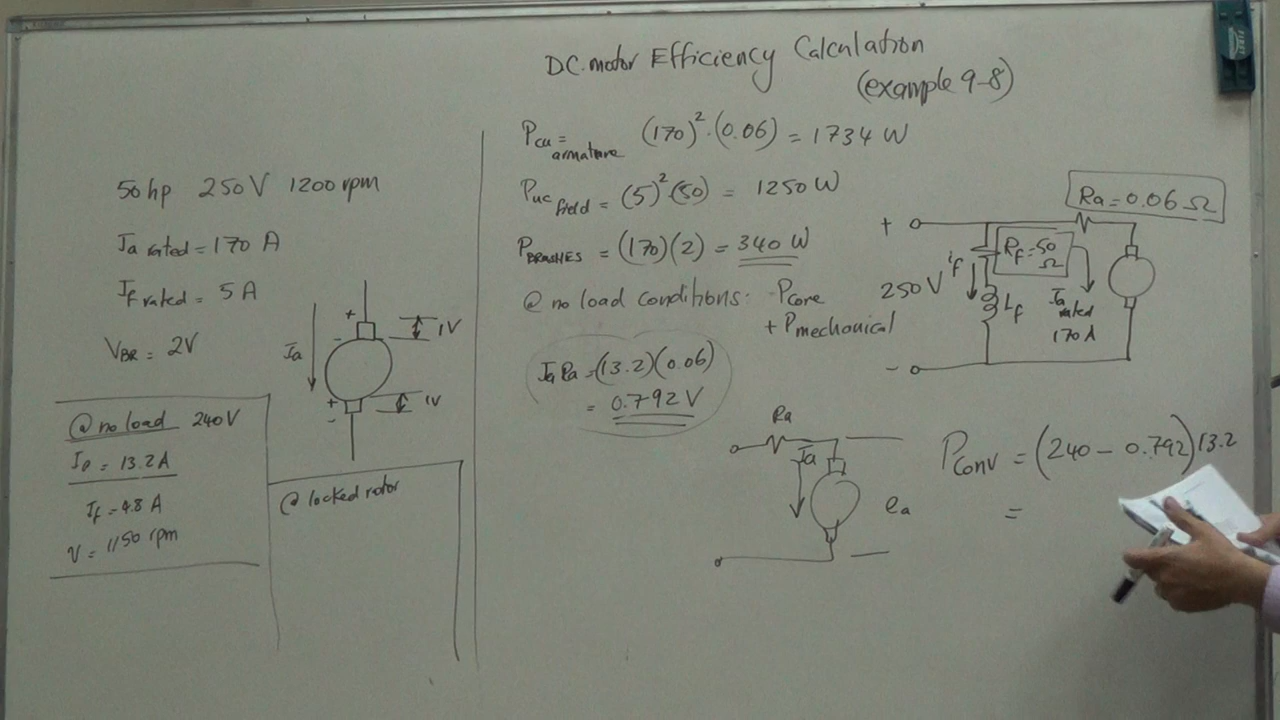 DC motor Efficiency Calculation
(example 9-8)
50 hp 250 V 1200 rpm
Ia rated = 170 A
If rated = 5 A
VBR = 2V
+
-
1V
Ia
+
-
1V
@ no load 240V
Ip = 13.2 A
If = 4.8 A
V = 1150 rpm
@ locked rotor
Pcu armature = (170)² · (0.06) = 1734 W
Puc field = (5)² (50) = 1250 W
PBRUSHES = (170)(2) = 340 W
@ no load conditions: Pcore
+ Pmechanical
Ia Ra = (13.2)(0.06)
= 0.792 V
Ra = 0.06 Ω
+
250 V
if
Rf = 50
Ω
Lf
Ia
rated
170 A
-
Ra
Ia
ea
Pconv = (240 - 0.792) 13.2
=